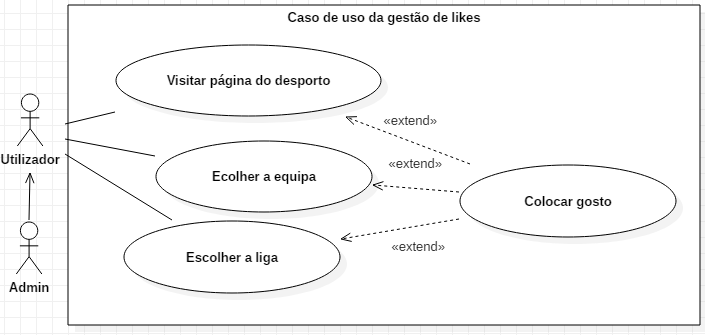 Caso de uso da gestão de likes
Visitar página do desporto
«extend»
Utilizador
Ecolher a equipa
«extend»
Colocar gosto
«extend»
Escolher a liga
Admin